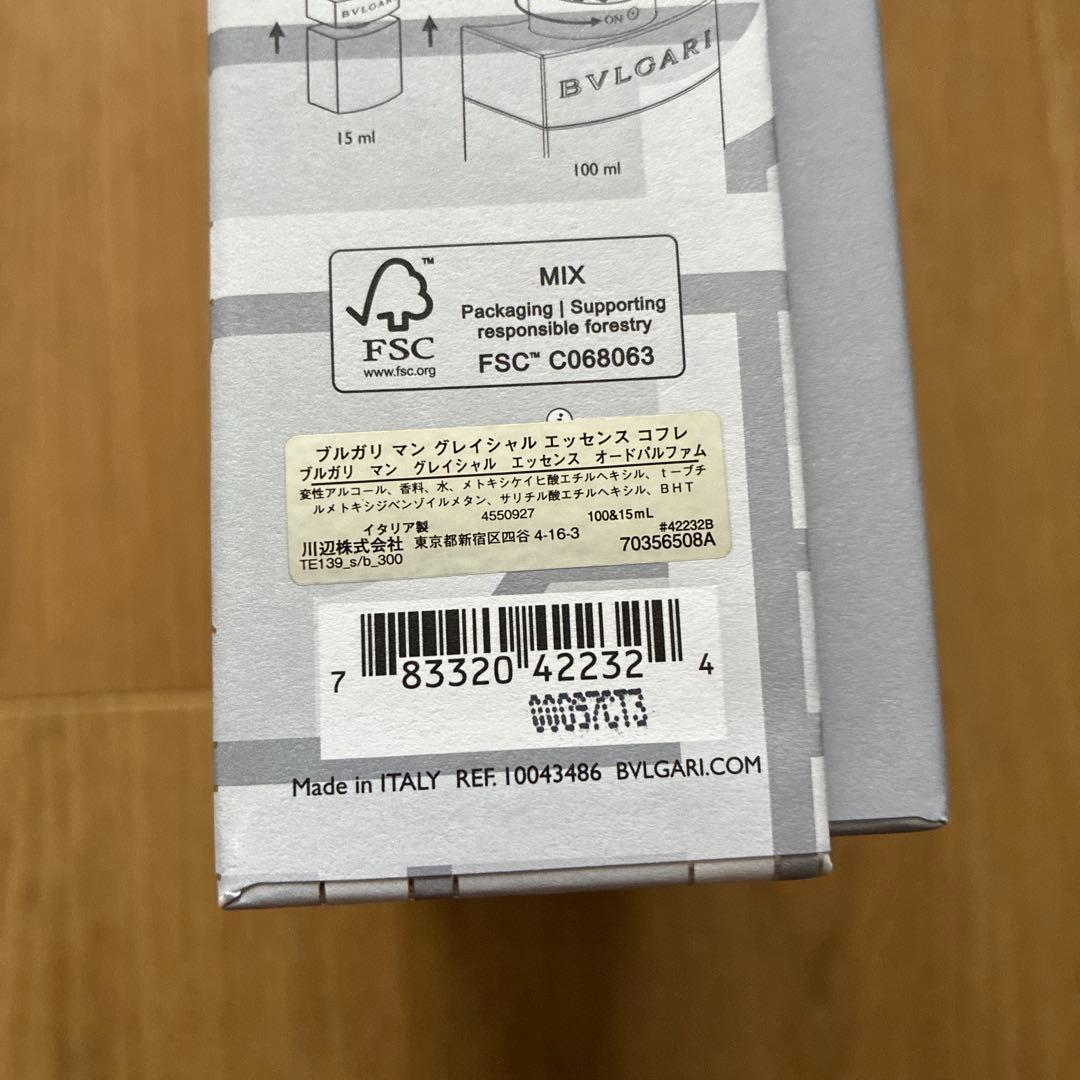 BVLGARI
ON
BVLGARI
15 ml
100 ml
FSC™
www.fsc.org
MIX
Packaging | Supporting
responsible forestry
FSC™ C068063
ブルガリ マン グレイシャル エッセンス コフレ
ブルガリ マン グレイシャル エッセンス オードパルファム
変性アルコール、香料、水、メトキシケイヒ酸エチルヘキシル、t－ブチ
ルメトキシジベンゾイルメタン、サリチル酸エチルヘキシル、BHT
4550927 100&15mL
イタリア製 #42232B
川辺株式会社 東京都新宿区四谷 4-16-3 70356508A
TE139_s/b_300
7 83320 42232 4
00057CT3
Made in ITALY REF. 10043486 BVLGARI.COM